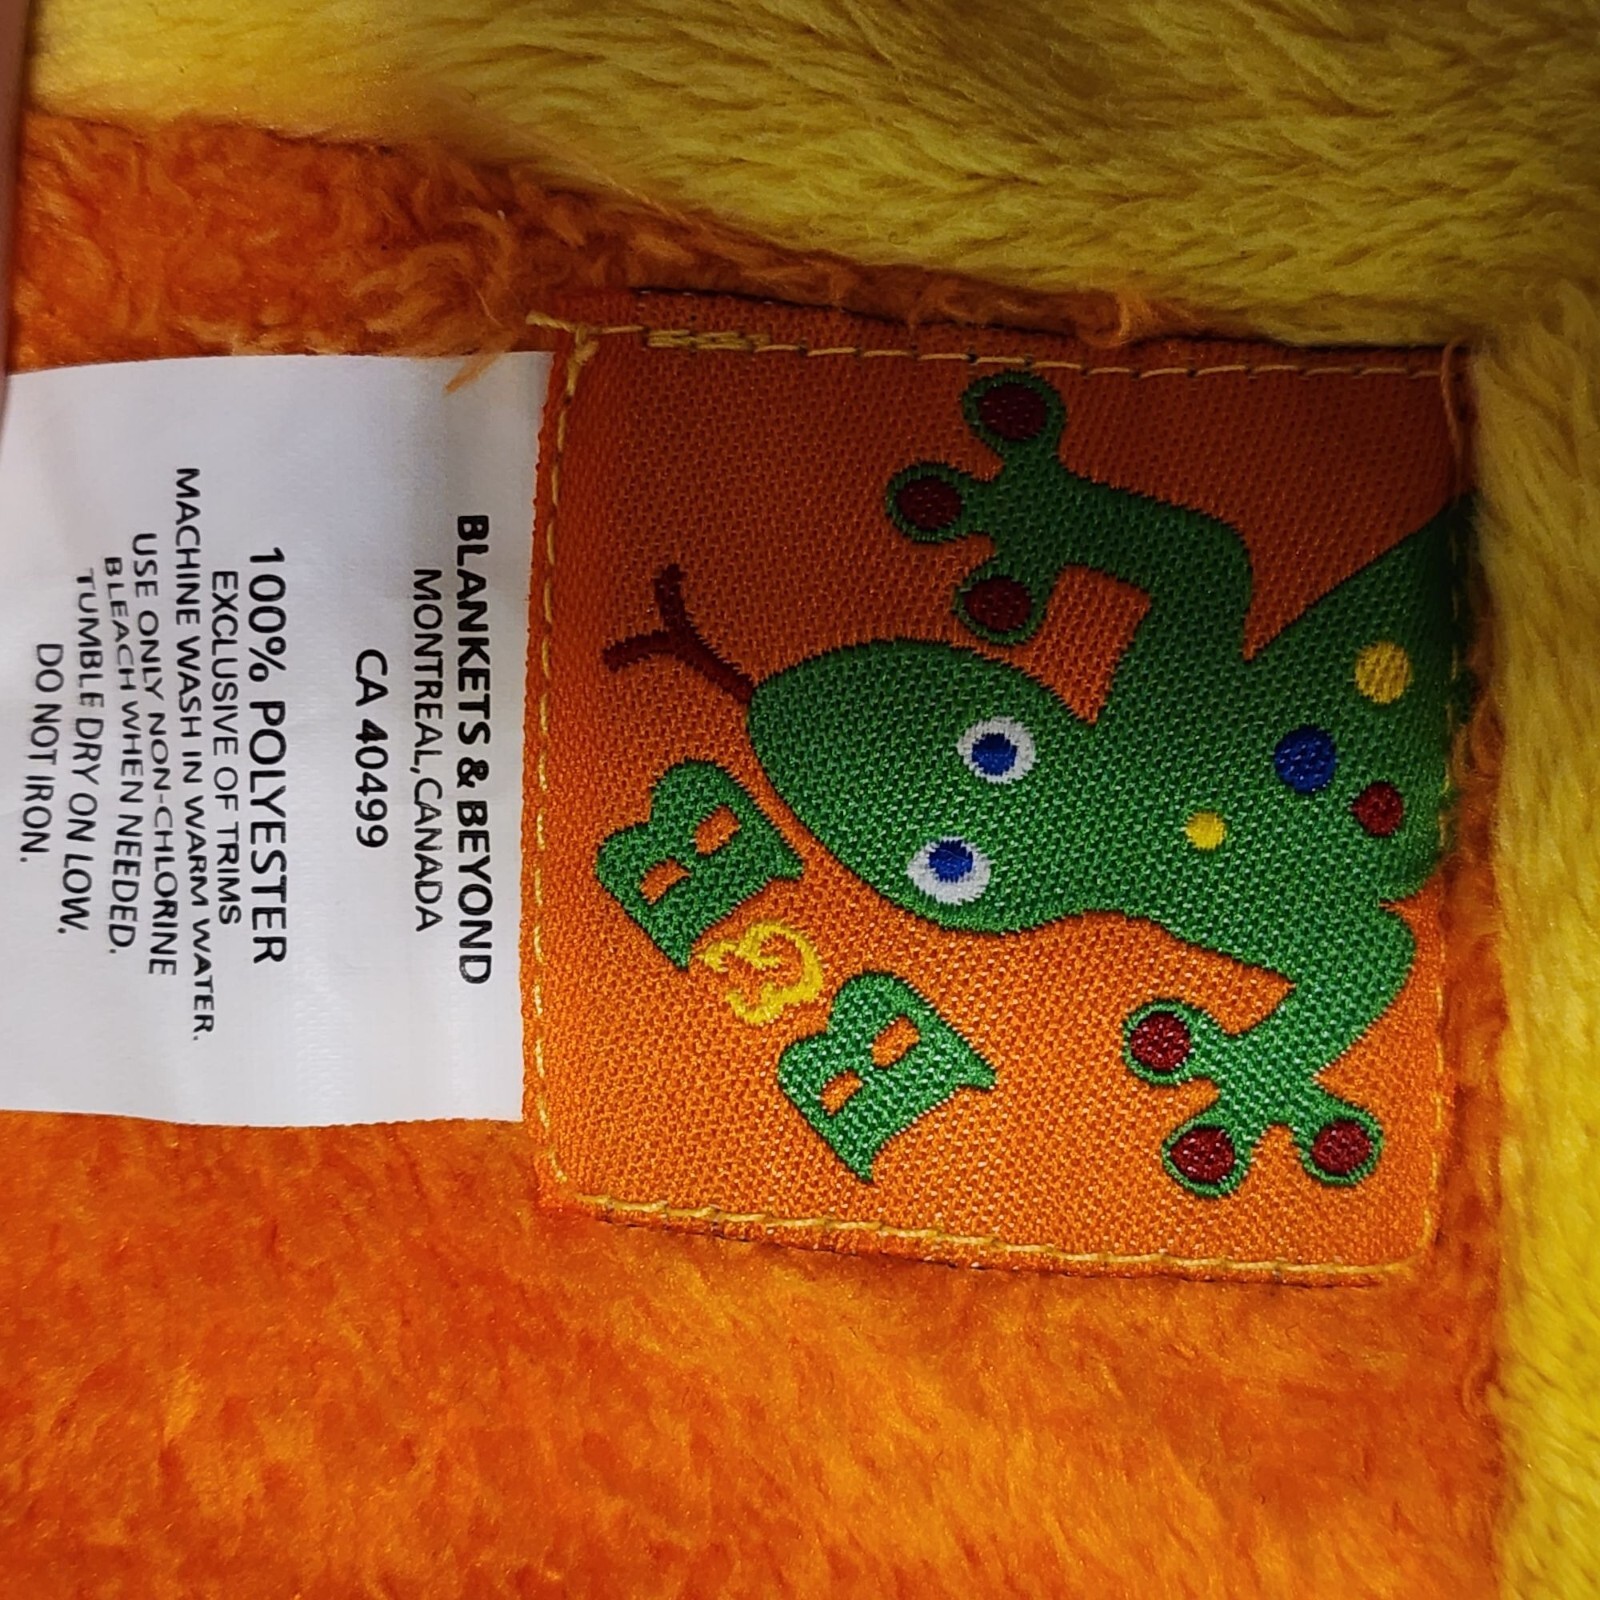 B & B
BLANKETS & BEYOND
MONTREAL, CANADA
CA 40499
100% POLYESTER
EXCLUSIVE OF TRIMS
MACHINE WASH IN WARM WATER.
USE ONLY NON-CHLORINE
BLEACH WHEN NEEDED.
TUMBLE DRY ON LOW.
DO NOT IRON.